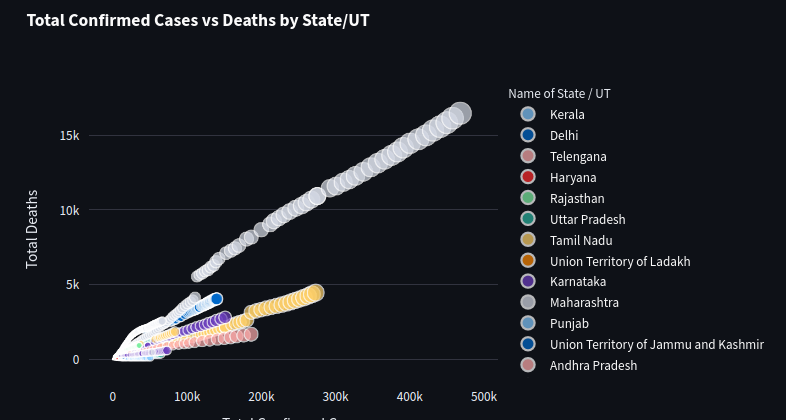 Total Confirmed Cases vs Deaths by State/UT
Name of State / UT
Kerala
Delhi
Telengana
Haryana
Rajasthan
Uttar Pradesh
Tamil Nadu
Union Territory of Ladakh
Karnataka
Maharashtra
Punjab
Union Territory of Jammu and Kashmir
Andhra Pradesh
Total Deaths
15k
10k
5k
0
0 100k 200k 300k 400k 500k
Total Confirmed